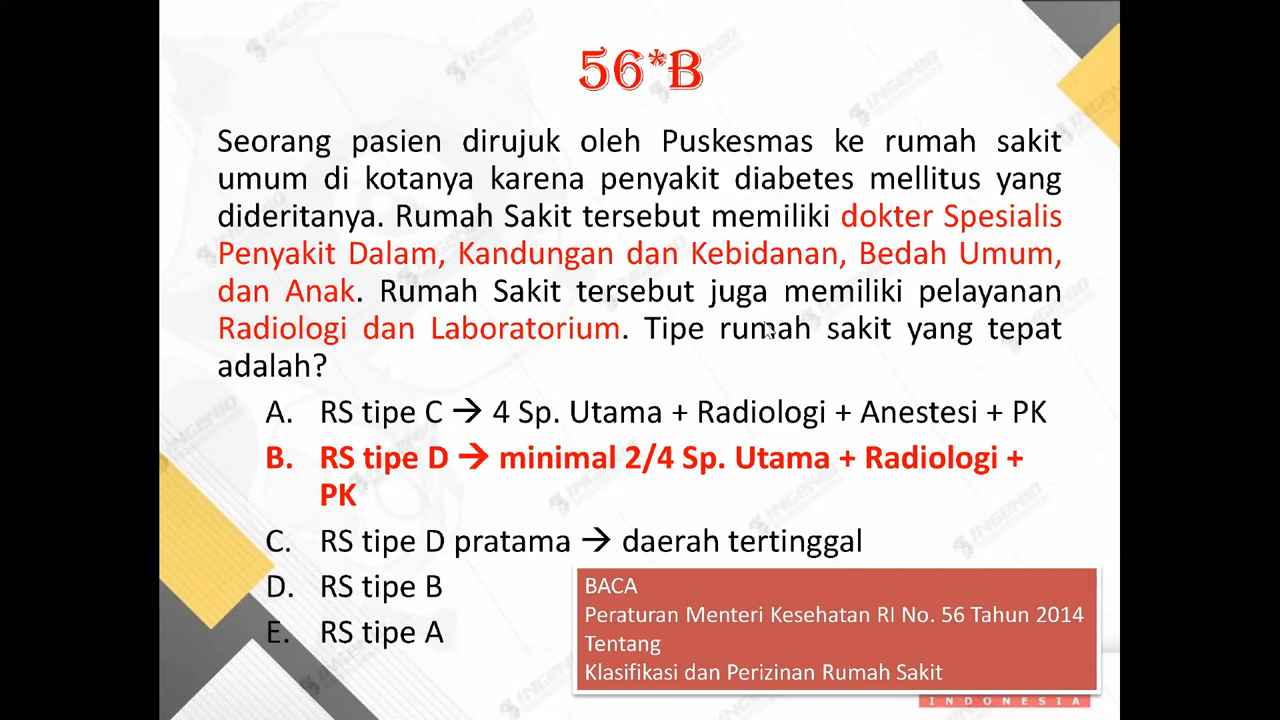 56*B
Seorang pasien dirujuk oleh Puskesmas ke rumah sakit
umum di kotanya karena penyakit diabetes mellitus yang
dideritanya. Rumah Sakit tersebut memiliki dokter Spesialis
Penyakit Dalam, Kandungan dan Kebidanan, Bedah Umum,
dan Anak. Rumah Sakit tersebut juga memiliki pelayanan
Radiologi dan Laboratorium. Tipe rumah sakit yang tepat
adalah?
A. RS tipe C → 4 Sp. Utama + Radiologi + Anestesi + PK
B. RS tipe D → minimal 2/4 Sp. Utama + Radiologi +
PK
C. RS tipe D pratama → daerah tertinggal
D. RS tipe B
E. RS tipe A
BACA
Peraturan Menteri Kesehatan RI No. 56 Tahun 2014
Tentang
Klasifikasi dan Perizinan Rumah Sakit
INDONESIA